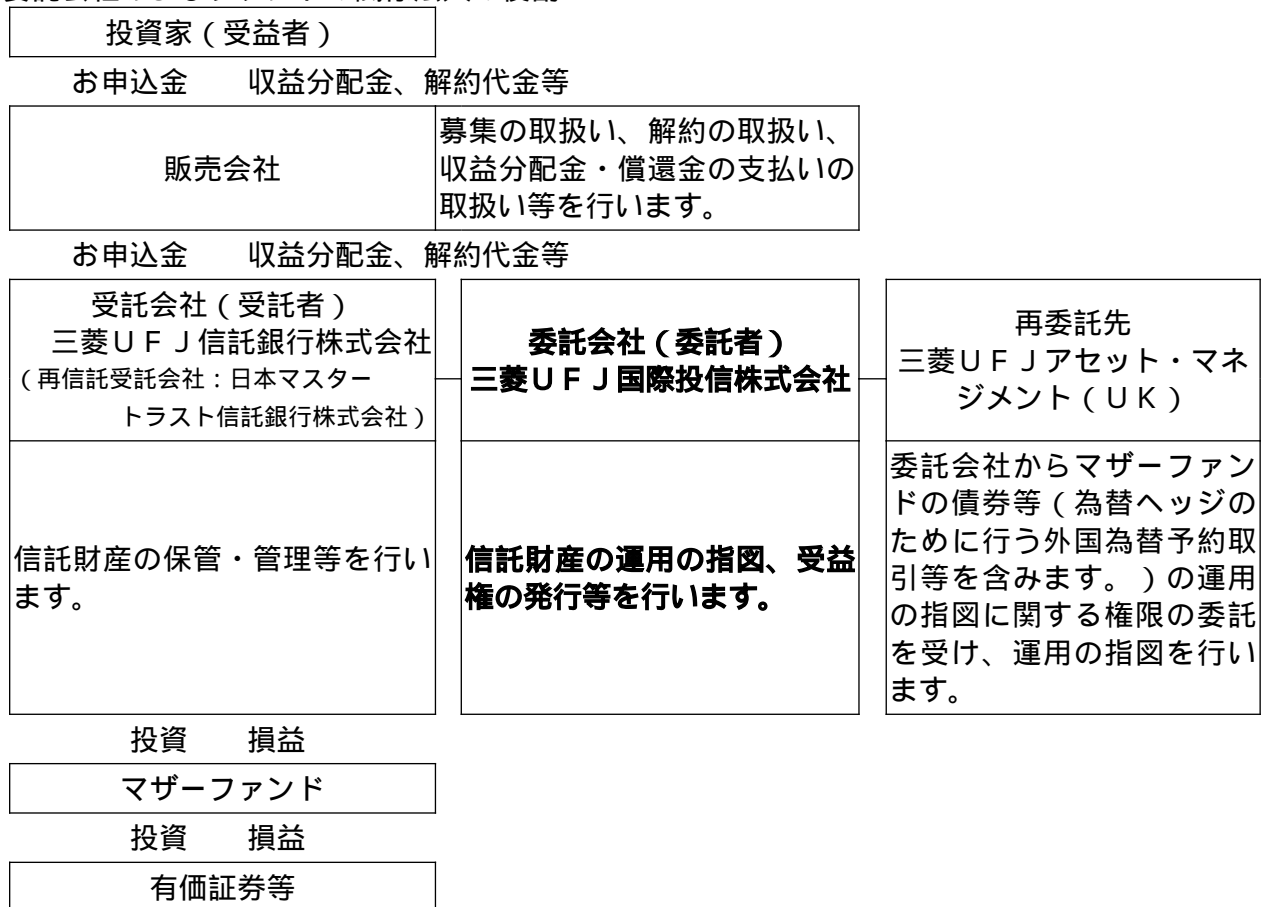 投資家（受益者）
お申込金　収益分配金、解約代金等
販売会社
募集の取扱い、解約の取扱い、
収益分配金・償還金の支払いの
取扱い等を行います。
お申込金　収益分配金、解約代金等
受託会社（受託者）
三菱ＵＦＪ信託銀行株式会社
（再信託受託会社：日本マスター
トラスト信託銀行株式会社）
委託会社（委託者）
三菱ＵＦＪ国際投信株式会社
再委託先
三菱ＵＦＪアセット・マネ
ジメント（ＵＫ）
信託財産の保管・管理等を行い
ます。
信託財産の運用の指図、受益
権の発行等を行います。
委託会社からマザーファン
ドの債券等（為替ヘッジの
ために行う外国為替予約取
引等を含みます。）の運用
の指図に関する権限の委託
を受け、運用の指図を行い
ます。
投資　損益
マザーファンド
投資　損益
有価証券等